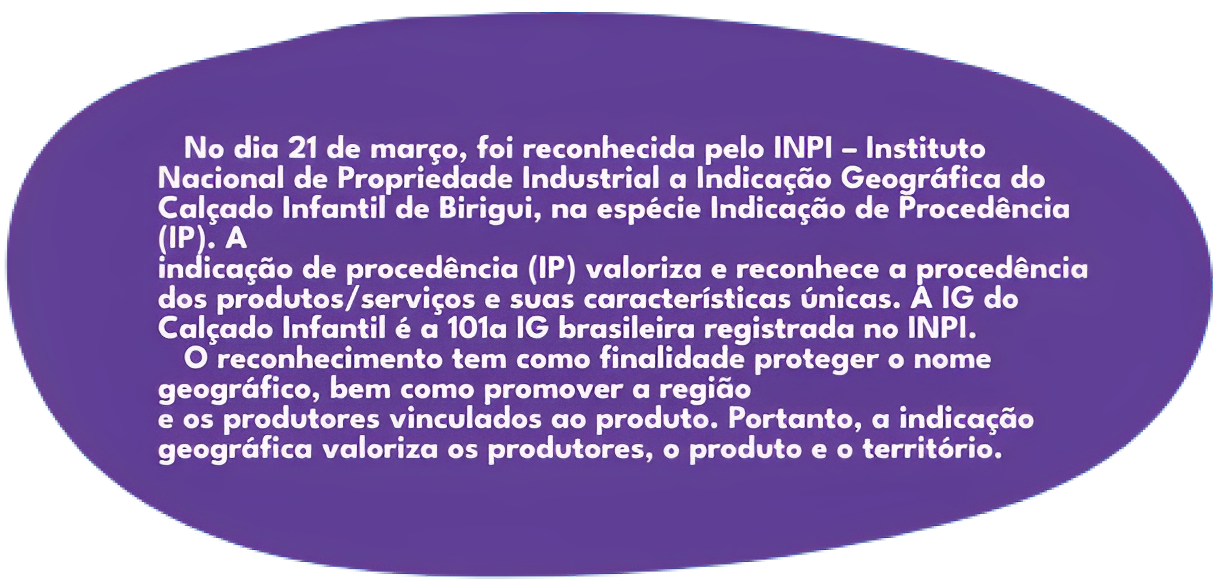 No dia 21 de março, foi reconhecida pelo INPI – Instituto
Nacional de Propriedade Industrial a Indicação Geográfica do
Calçado Infantil de Birigui, na espécie Indicação de Procedência
(IP). A
indicação de procedência (IP) valoriza e reconhece a procedência
dos produtos/serviços e suas características únicas. A IG do
Calçado Infantil é a 101a IG brasileira registrada no INPI.
O reconhecimento tem como finalidade proteger o nome
geográfico, bem como promover a região
e os produtores vinculados ao produto. Portanto, a indicação
geográfica valoriza os produtores, o produto e o território.